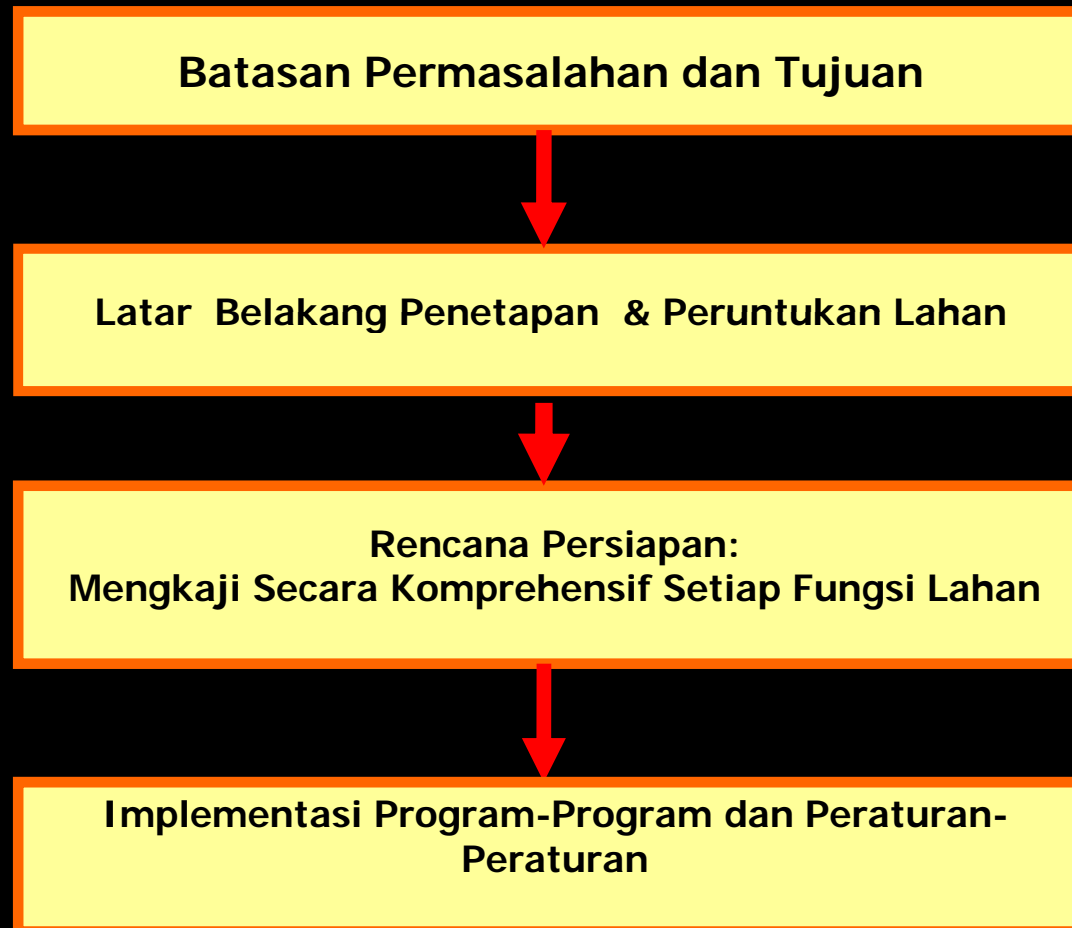 Batasan Permasalahan dan Tujuan
Latar Belakang Penetapan & Peruntukan Lahan
Rencana Persiapan:
Mengkaji Secara Komprehensif Setiap Fungsi Lahan
Implementasi Program-Program dan Peraturan-
Peraturan